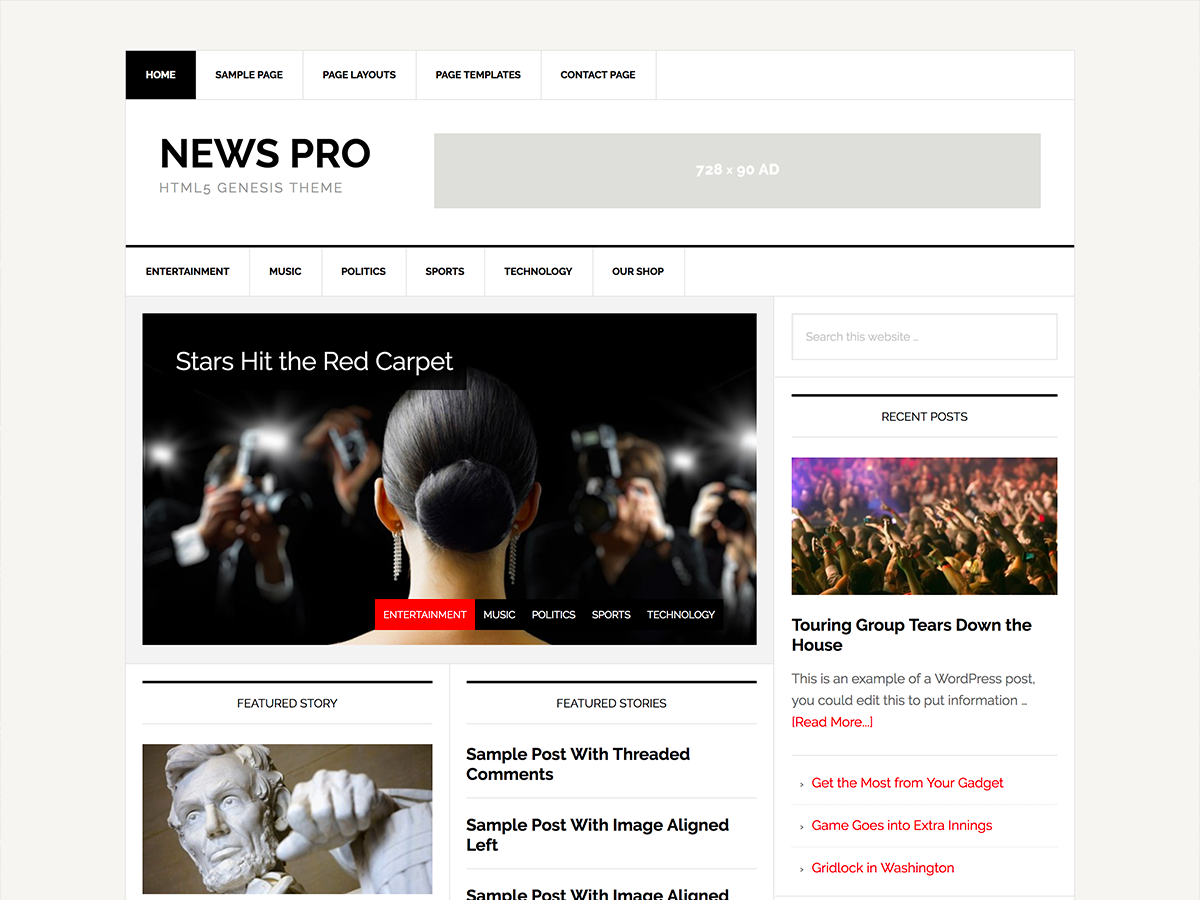 HOME SAMPLE PAGE PAGE LAYOUTS PAGE TEMPLATES CONTACT PAGE
NEWS PRO
HTML5 GENESIS THEME
728 x 90 AD
ENTERTAINMENT MUSIC POLITICS SPORTS TECHNOLOGY OUR SHOP
Stars Hit the Red Carpet
ENTERTAINMENT MUSIC POLITICS SPORTS TECHNOLOGY
FEATURED STORY
FEATURED STORIES
Sample Post With Threaded
Comments
Sample Post With Image Aligned
Left
Sample Post With Image Aligned
Search this website …
RECENT POSTS
Touring Group Tears Down the
House
This is an example of a WordPress post,
you could edit this to put information …
[Read More...]
› Get the Most from Your Gadget
› Game Goes into Extra Innings
› Gridlock in Washington